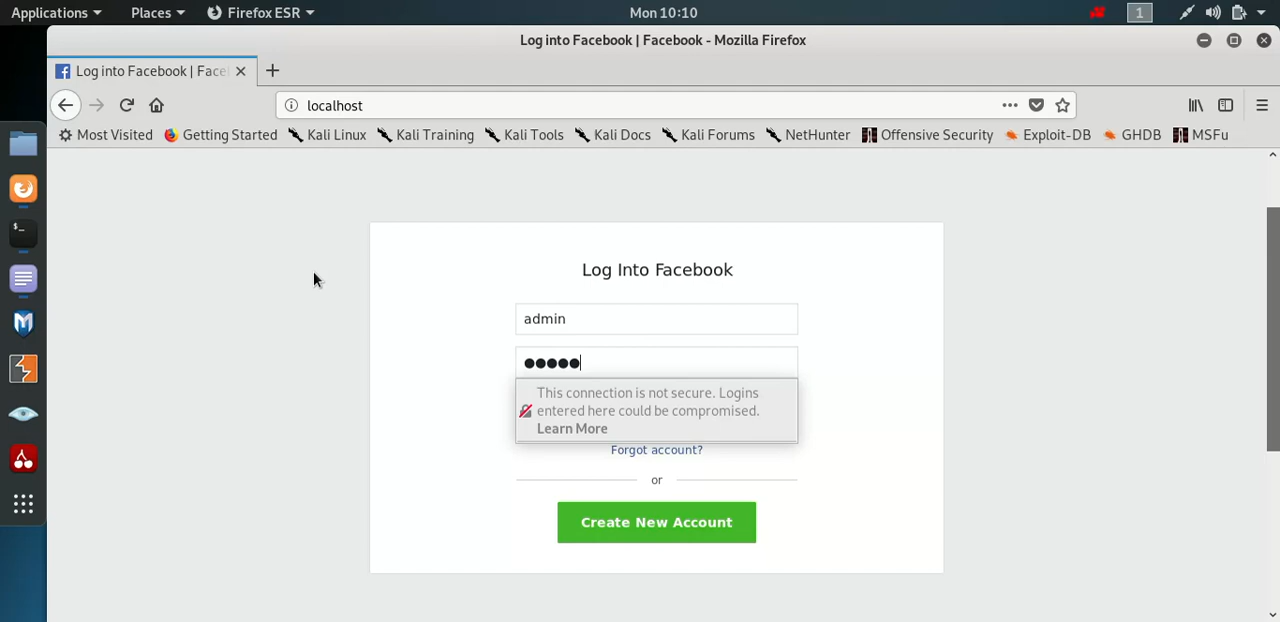 Applications Places Firefox ESR Mon 10:10 1
Log into Facebook | Facebook - Mozilla Firefox
Log into Facebook | Face
localhost
Most Visited Getting Started Kali Linux Kali Training Kali Tools Kali Docs Kali Forums NetHunter Offensive Security Exploit-DB GHDB MSFu
Log Into Facebook
admin
This connection is not secure. Logins
entered here could be compromised.
Learn More
Forgot account?
or
Create New Account